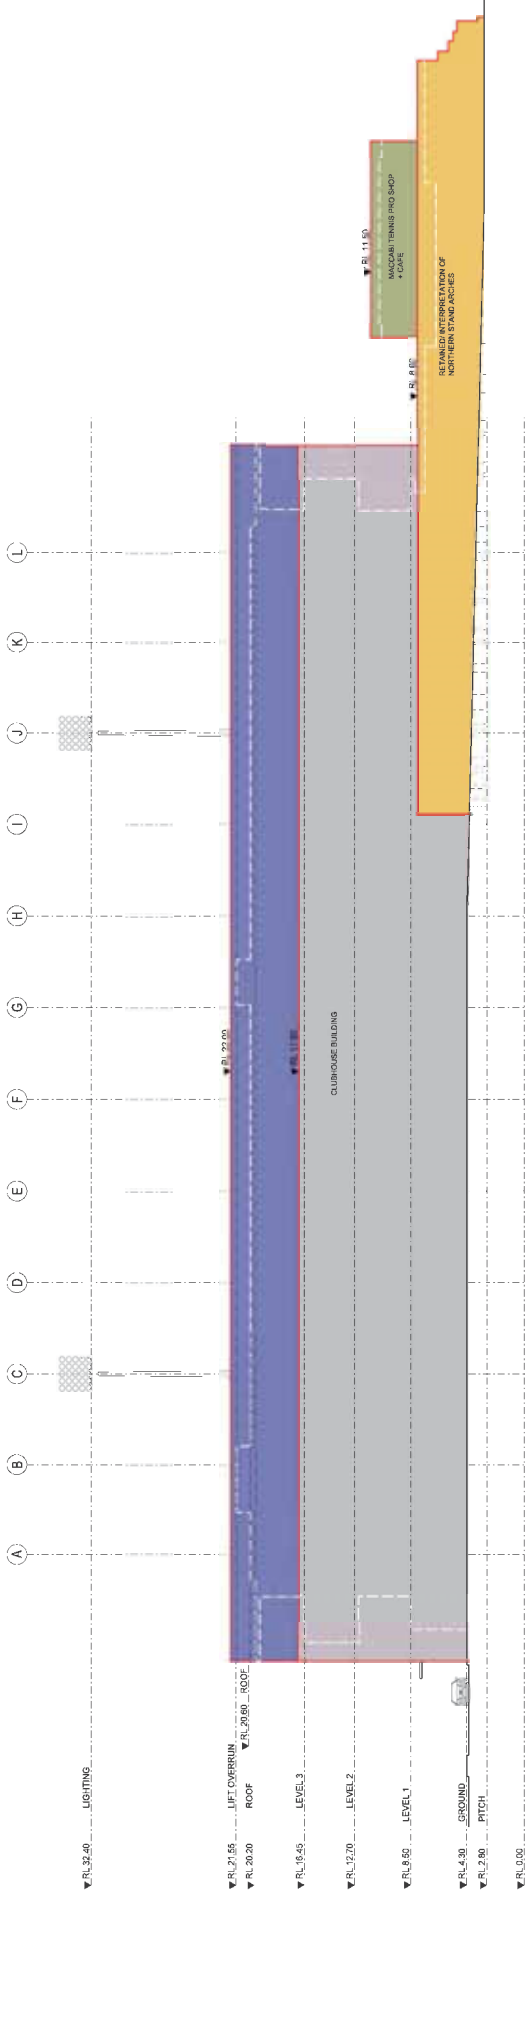 A
B
C
D
E
F
G
H
I
J
K
L
RL 32.40 LIGHTING
RL 21.55 LIFT OVERRUN
RL 20.20 ROOF
RL 20.60 ROOF
RL 16.45 LEVEL 3
RL 12.70 LEVEL 2
RL 8.50 LEVEL 1
RL 4.30 GROUND
RL 2.80 PITCH
RL 0.00
RL 22.00
CLUBHOUSE BUILDING
RL 11.50
MACCABI TENNIS PRO SHOP
+ CAFE
RETAINED/ INTERPRETATION OF
NORTHERN STAND ARCHES